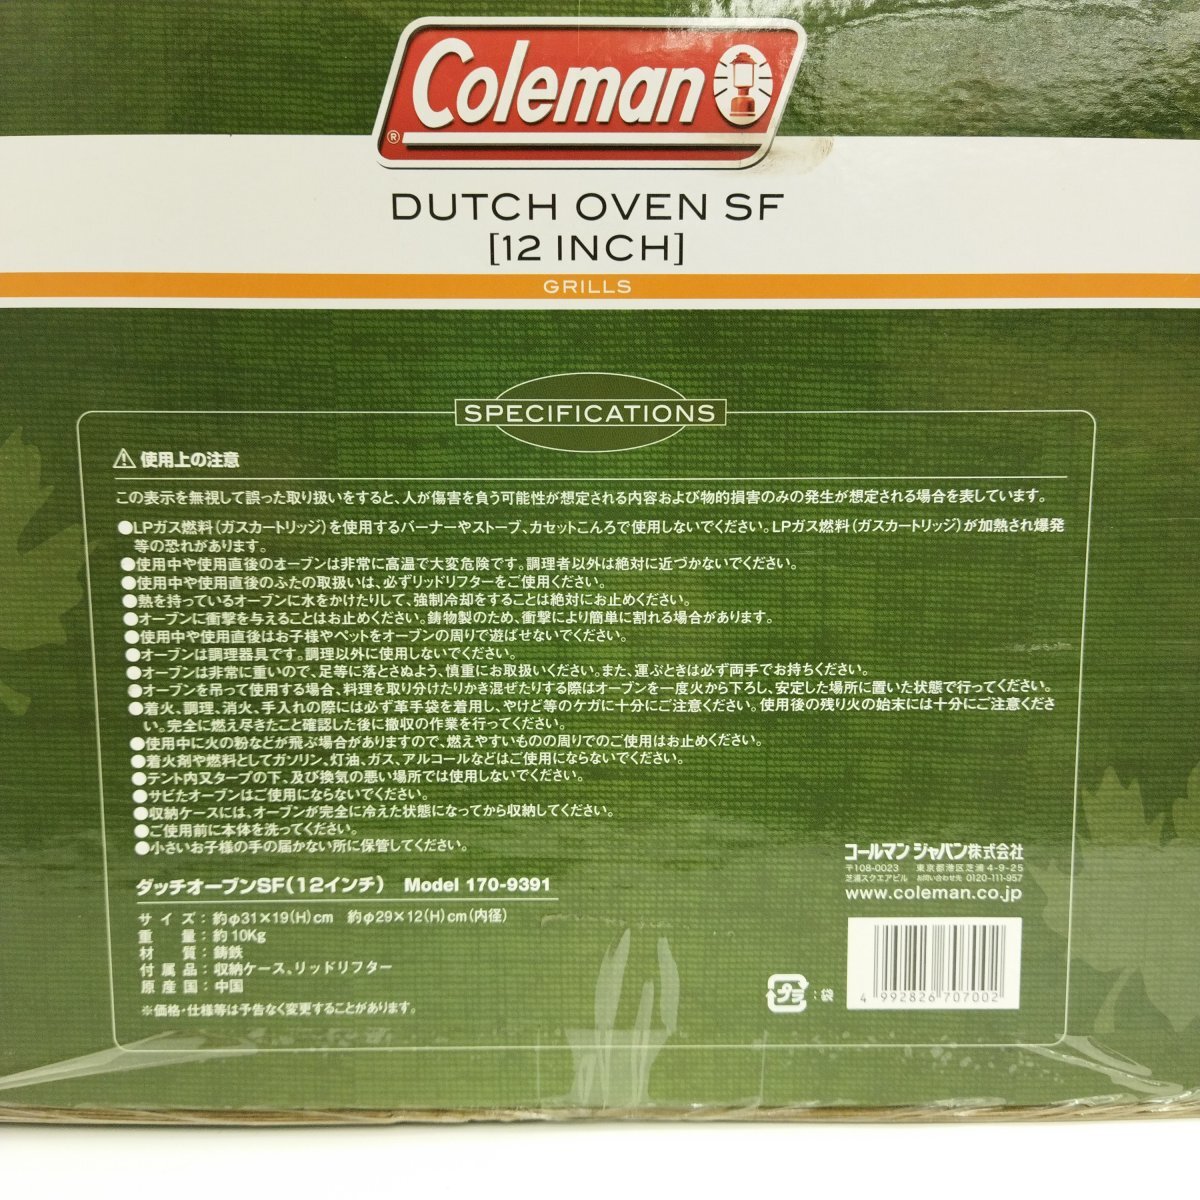 Coleman
®
DUTCH OVEN SF
[12 INCH]
GRILLS
SPECIFICATIONS
⚠使用上の注意
この表示を無視して誤った取り扱いをすると、人が傷害を負う可能性が想定される内容および物的損害のみの発生が想定される場合を表しています。
●LPガス燃料(ガスカートリッジ)を使用するバーナーやストーブ、カセットこんろで使用しないでください。LPガス燃料(ガスカートリッジ)が加熱され爆発
等の恐れがあります。
●使用中や使用直後のオーブンは非常に高温で大変危険です。調理者以外は絶対に近づかないでください。
●使用中や使用直後のふたの取扱いは、必ずリッドリフターをご使用ください。
●熱を持っているオーブンに水をかけたりして、強制冷却をすることは絶対にお止めください。
●オーブンに衝撃を与えることはお止めください。鋳物製のため、衝撃により簡単に割れる場合があります。
●使用中や使用直後はお子様やペットをオーブンの周りで遊ばせないでください。
●オーブンは調理器具です。調理以外に使用しないでください。
●オーブンは非常に重いので、足等に落とさぬよう、慎重にお取扱いください。また、運ぶときは必ず両手でお持ちください。
●オーブンを吊って使用する場合、料理を取り分けたりかき混ぜたりする際はオーブンを一度火から下ろし、安定した場所に置いた状態で行ってください。
●着火、調理、消火、手入れの際には必ず革手袋を着用し、やけど等のケガに十分にご注意ください。使用後の残り火の始末には十分にご注意くださ
い。完全に燃え尽きたこと確認した後に撤収の作業を行ってください。
●使用中に火の粉などが飛ぶ場合がありますので、燃えやすいものの周りでのご使用はお止めください。
●着火剤や燃料としてガソリン、灯油、ガス、アルコールなどはご使用にならないでください。
●テント内又タープの下、及び換気の悪い場所では使用しないでください。
●サビたオーブンはご使用にならないでください。
●収納ケースには、オーブンが完全に冷えた状態になってから収納してください。
●ご使用前に本体を洗ってください。
●小さいお子様の手の届かない所に保管してください。
ダッチオーブンSF(12インチ) Model 170-9391
サイズ：約φ31×19(H)cm 約φ29×12(H)cm(内径)
重量：約10Kg
材質：鋳鉄
付属品：収納ケース、リッドリフター
原産国：中国
※価格・仕様等は予告なく変更することがあります。
コールマン ジャパン株式会社
〒108-0023 東京都港区芝浦 4-9-25
芝浦スクエアビル お問い合わせ先 0120-111-957
www.coleman.co.jp
プラ：袋
4 992826 707002